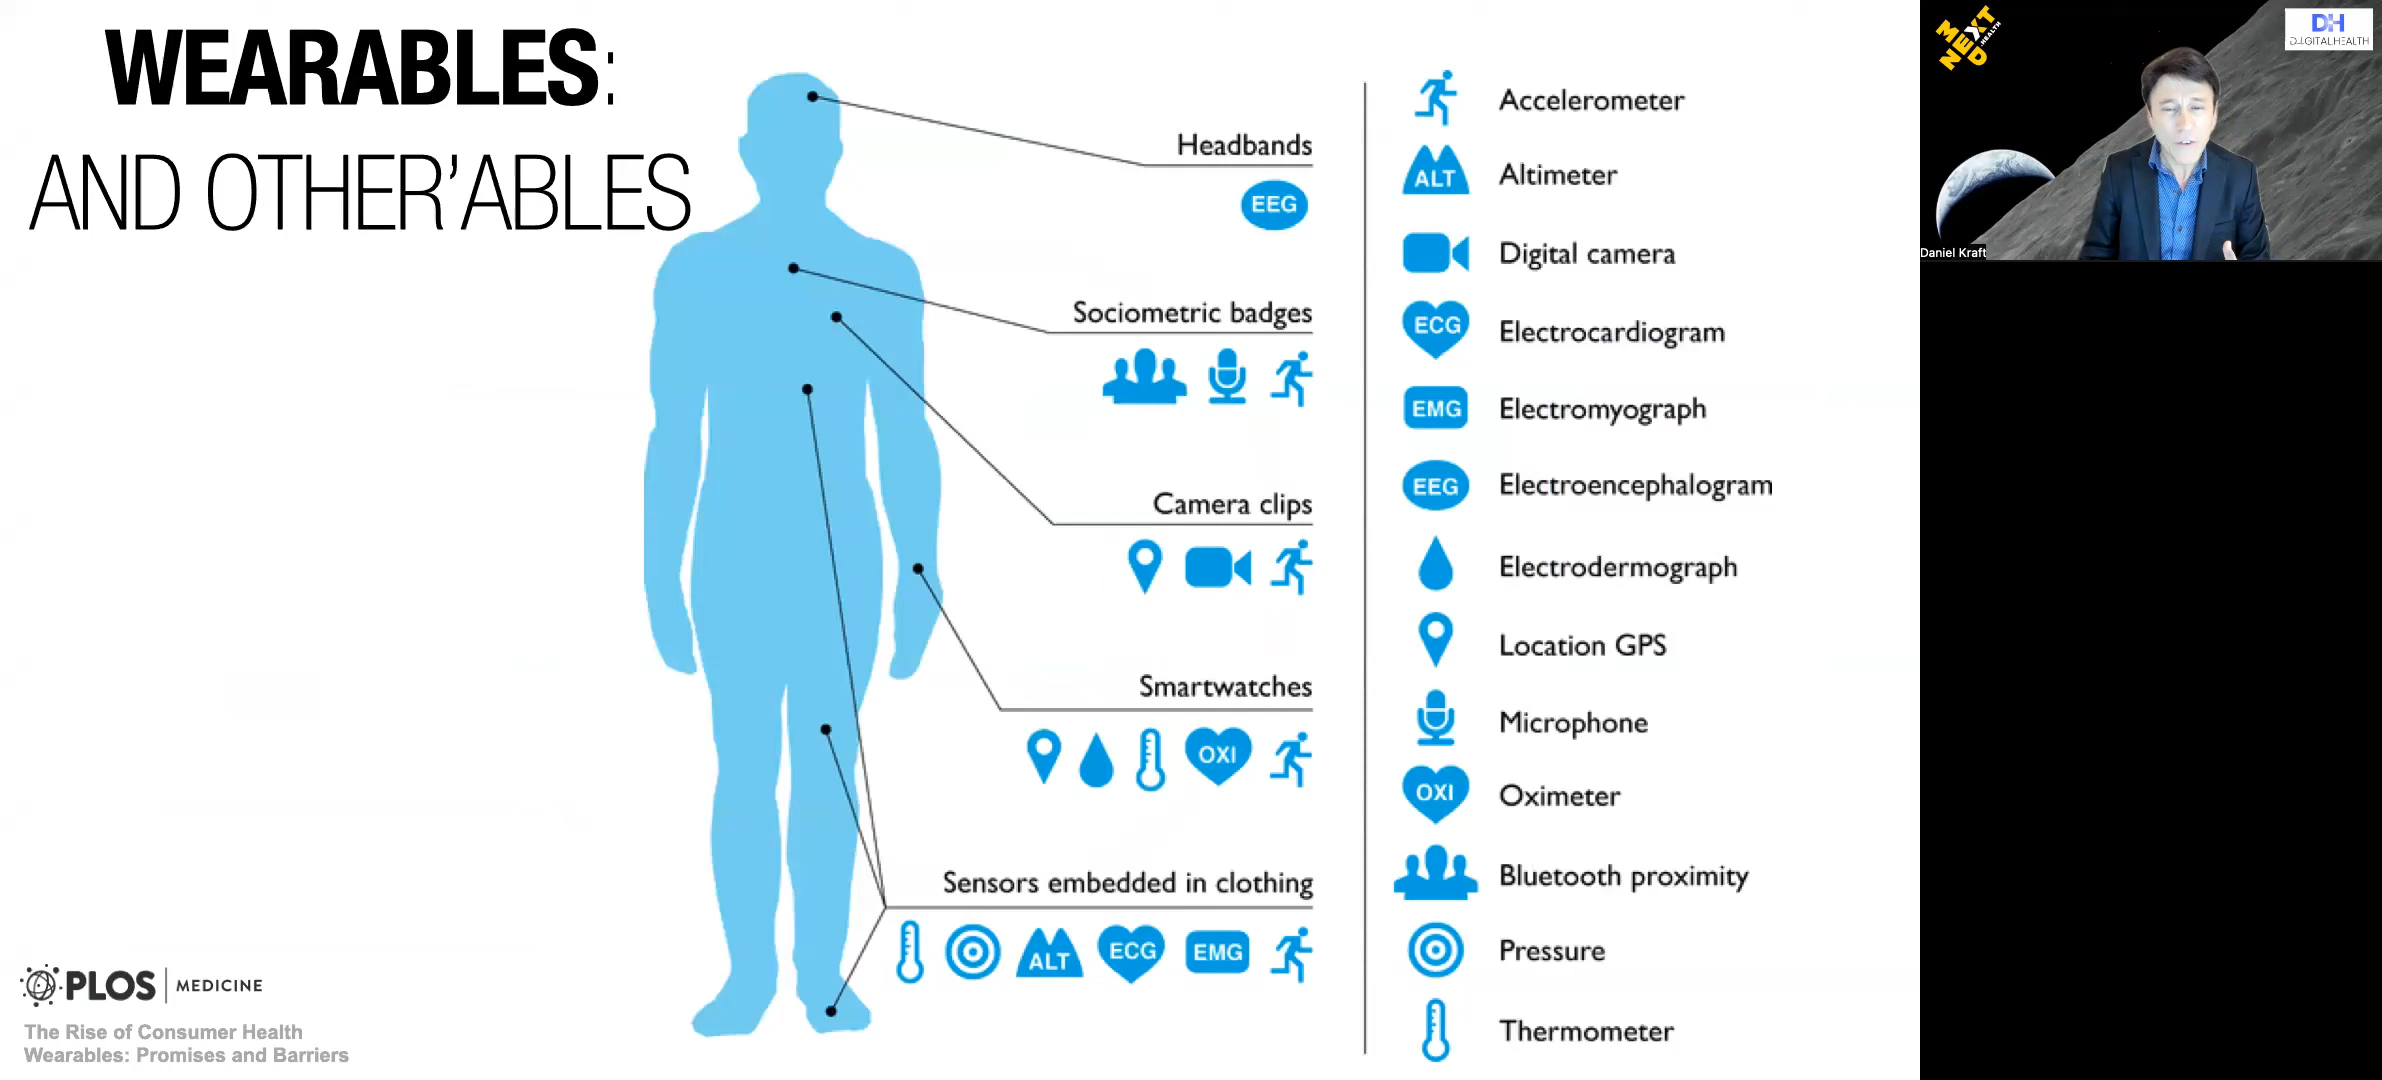 WEARABLES:
AND OTHER'ABLES
Headbands
EEG
Sociometric badges
Camera clips
Smartwatches
OXI
Sensors embedded in clothing
ALT
ECG
EMG
Accelerometer
ALT Altimeter
Digital camera
ECG Electrocardiogram
EMG Electromyograph
EEG Electroencephalogram
Electrodermograph
Location GPS
Microphone
OXI Oximeter
Bluetooth proximity
Pressure
Thermometer
PLOS MEDICINE
The Rise of Consumer Health
Wearables: Promises and Barriers
NEXT
MED
HEALTH
DH
DIGITALHEALTH
Daniel Kraft